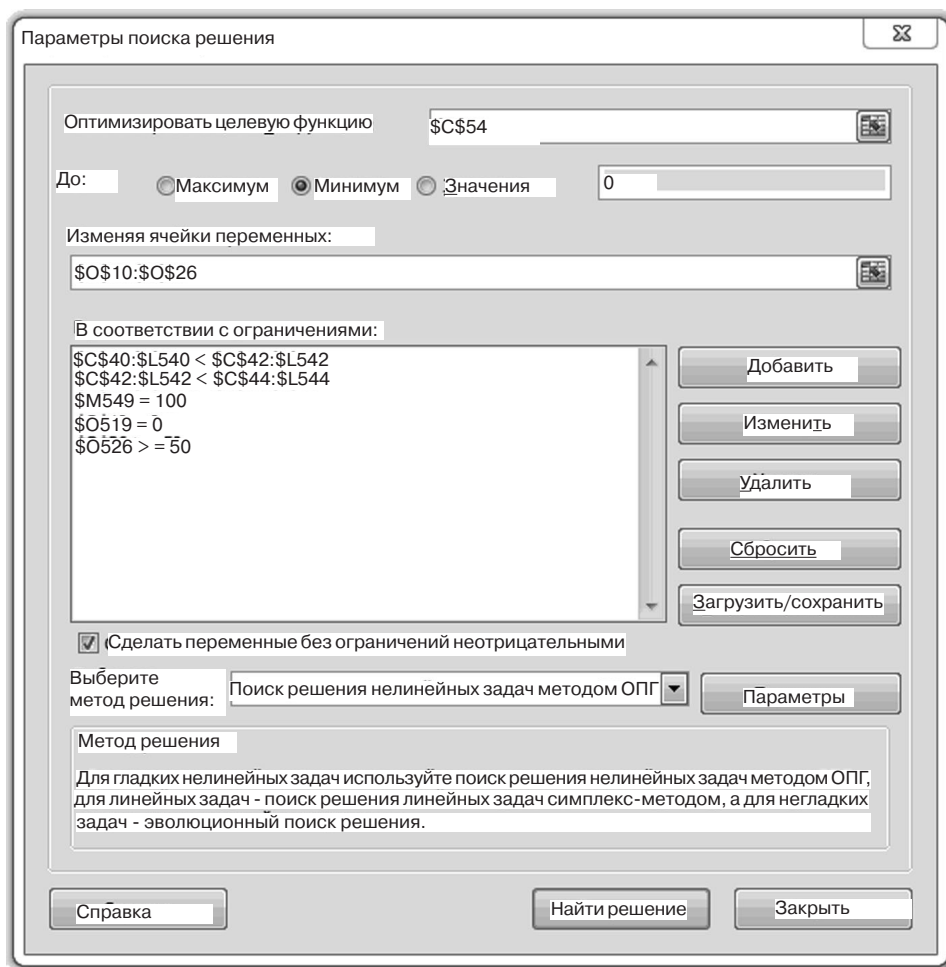 Параметры поиска решения
Оптимизировать целевую функцию
$C$54
До:
Максимум
Минимум
Значения
0
Изменяя ячейки переменных:
$O$10:$O$26
В соответствии с ограничениями:
$C$40:$L540 < $C$42:$L542
$C$42:$L542 < $C$44:$L544
$M549 = 100
$O519 = 0
$O526 > = 50
Добавить
Изменить
Удалить
Сбросить
Загрузить/сохранить
Сделать переменные без ограничений неотрицательными
Выберите
метод решения:
Поиск решения нелинейных задач методом ОПГ
Параметры
Метод решения
Для гладких нелинейных задач используйте поиск решения нелинейных задач методом ОПГ,
для линейных задач - поиск решения линейных задач симплекс-методом, а для негладких
задач - эволюционный поиск решения.
Справка
Найти решение
Закрыть